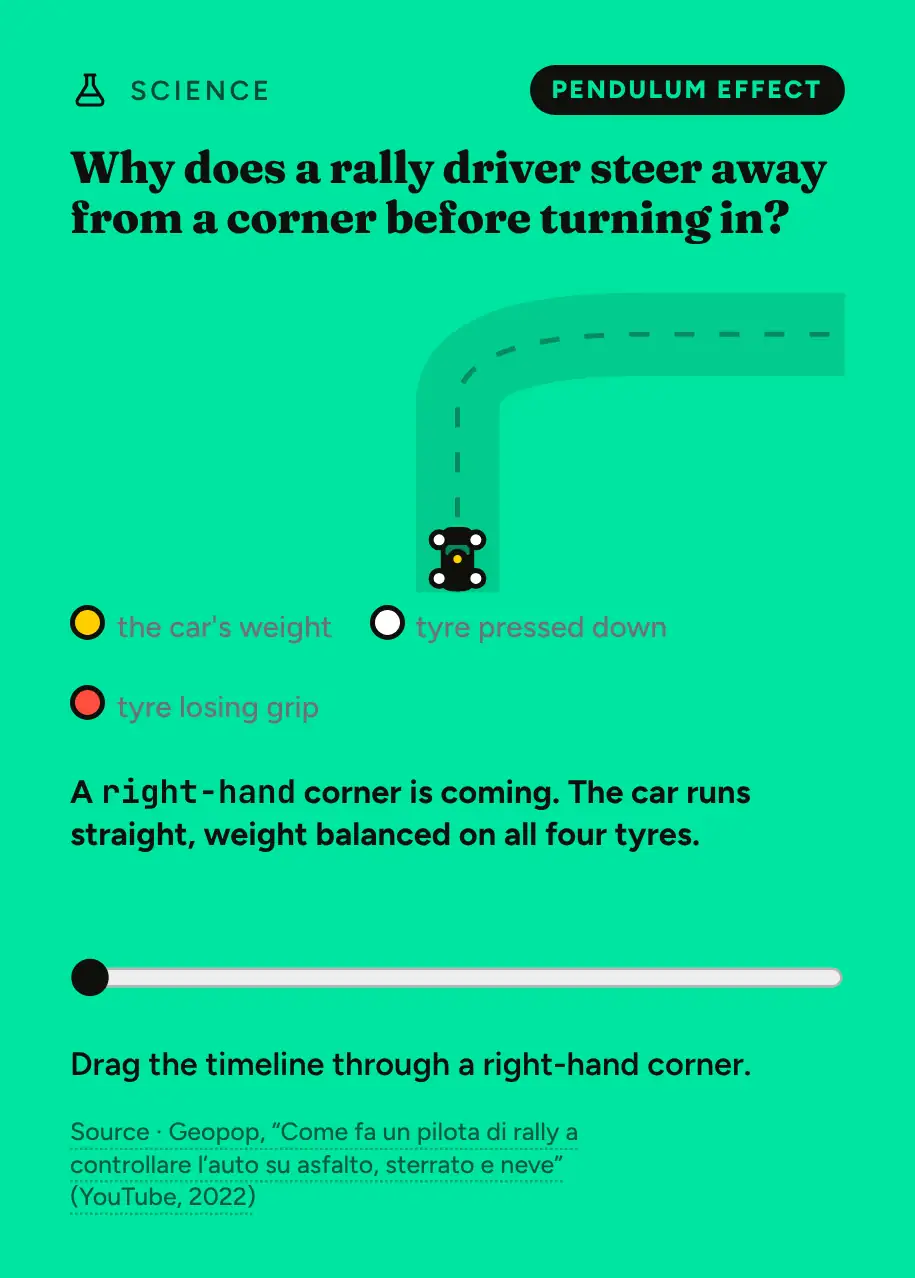 SCIENCE
PENDULUM EFFECT
Why does a rally driver steer away
from a corner before turning in?
the car's weight
tyre pressed down
tyre losing grip
A right-hand corner is coming. The car runs
straight, weight balanced on all four tyres.
Drag the timeline through a right-hand corner.
Source · Geopop, “Come fa un pilota di rally a
controllare l’auto su asfalto, sterrato e neve”
(YouTube, 2022)